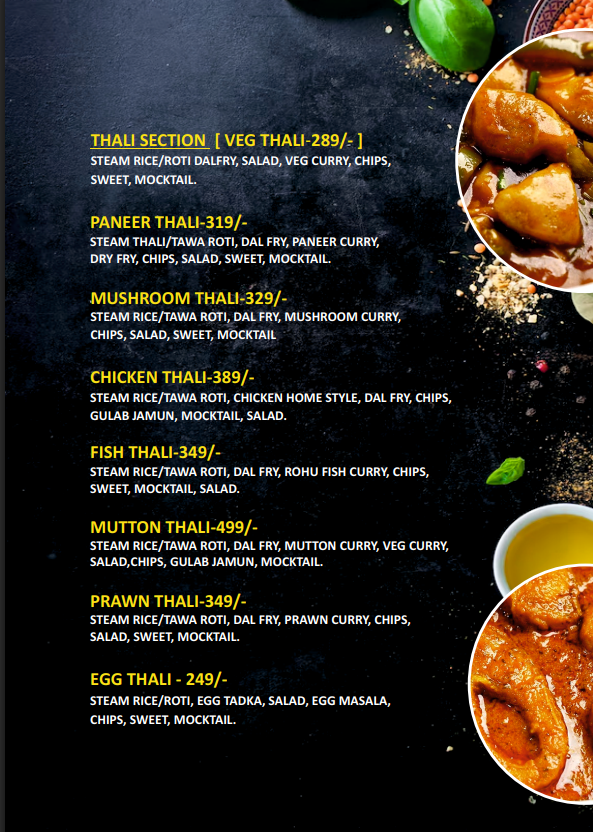 THALI SECTION [ VEG THALI-289/- ]
STEAM RICE/ROTI DALFRY, SALAD, VEG CURRY, CHIPS,
SWEET, MOCKTAIL.
PANEER THALI-319/-
STEAM THALI/TAWA ROTI, DAL FRY, PANEER CURRY,
DRY FRY, CHIPS, SALAD, SWEET, MOCKTAIL.
MUSHROOM THALI-329/-
STEAM RICE/TAWA ROTI, DAL FRY, MUSHROOM CURRY,
CHIPS, SALAD, SWEET, MOCKTAIL
CHICKEN THALI-389/-
STEAM RICE/TAWA ROTI, CHICKEN HOME STYLE, DAL FRY, CHIPS,
GULAB JAMUN, MOCKTAIL, SALAD.
FISH THALI-349/-
STEAM RICE/TAWA ROTI, DAL FRY, ROHU FISH CURRY, CHIPS,
SWEET, MOCKTAIL, SALAD.
MUTTON THALI-499/-
STEAM RICE/TAWA ROTI, DAL FRY, MUTTON CURRY, VEG CURRY,
SALAD,CHIPS, GULAB JAMUN, MOCKTAIL.
PRAWN THALI-349/-
STEAM RICE/TAWA ROTI, DAL FRY, PRAWN CURRY, CHIPS,
SALAD, SWEET, MOCKTAIL.
EGG THALI - 249/-
STEAM RICE/ROTI, EGG TADKA, SALAD, EGG MASALA,
CHIPS, SWEET, MOCKTAIL.